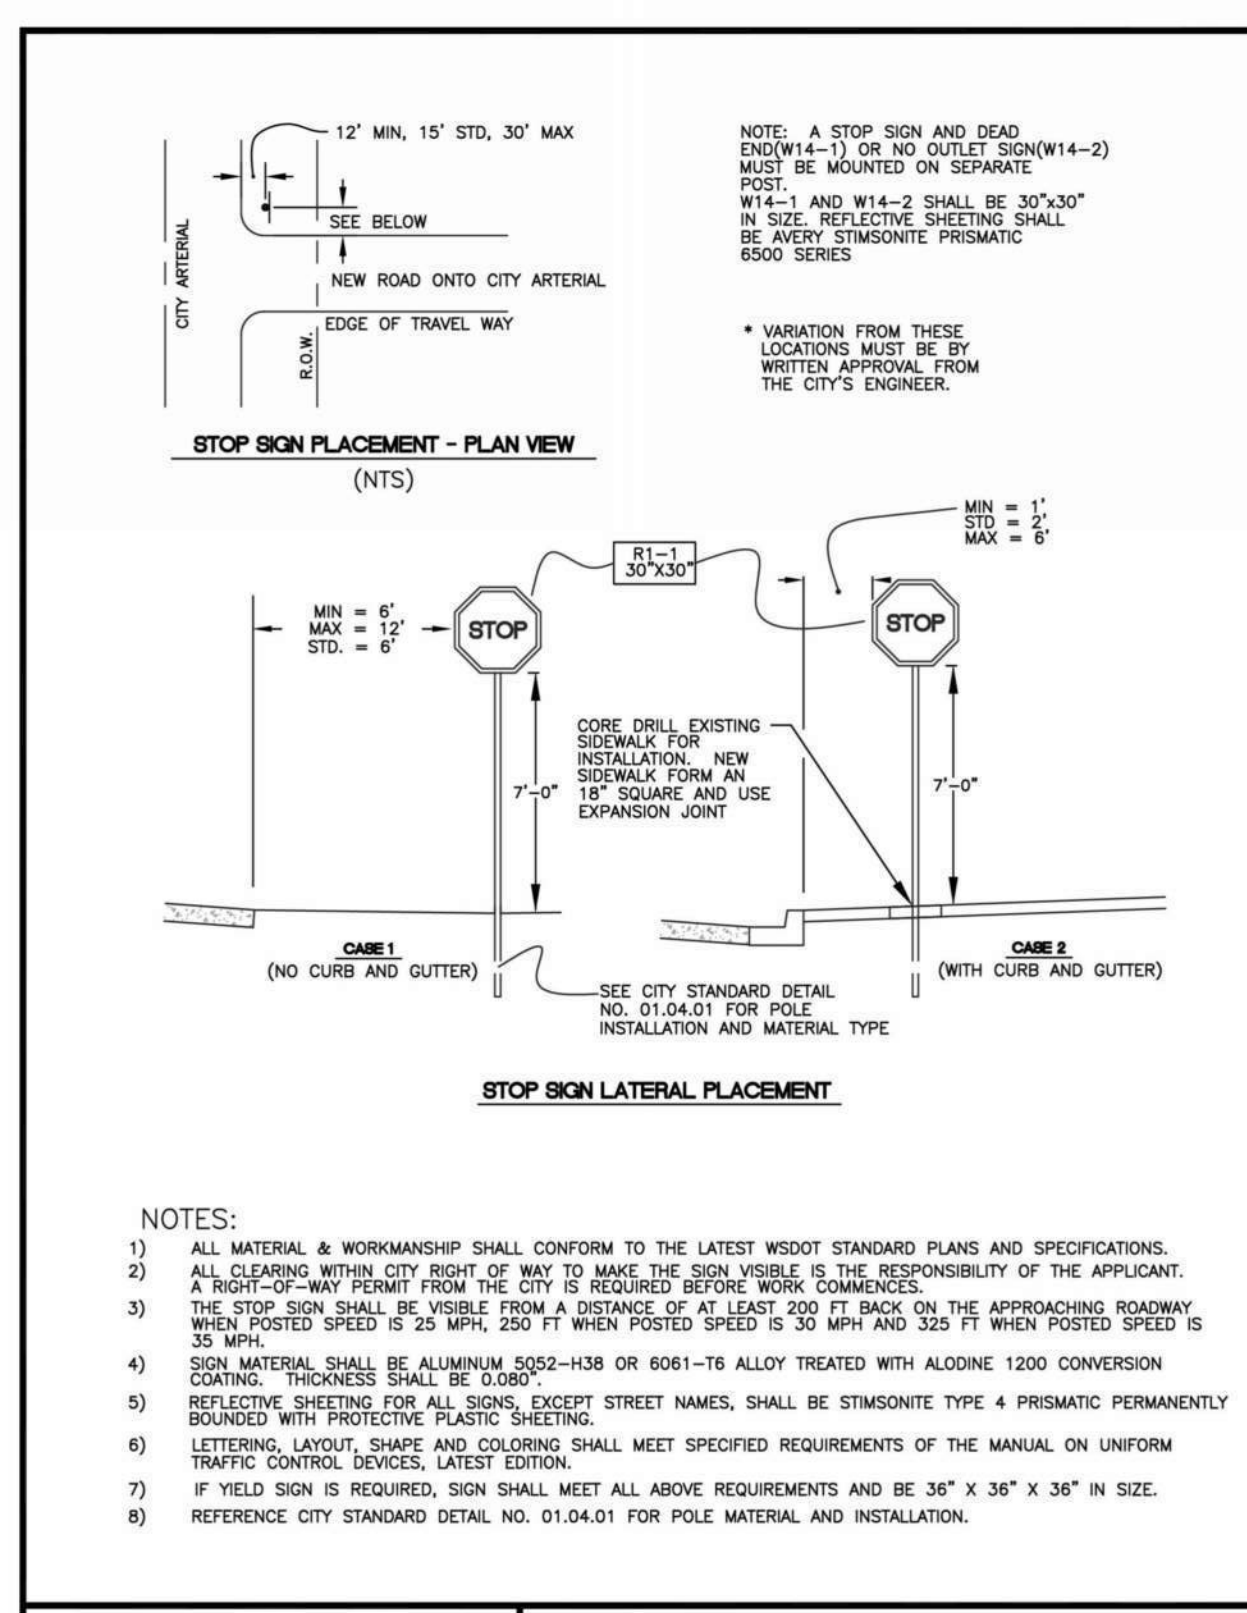 12' MIN, 15' STD, 30' MAX
SEE BELOW
CITY ARTERIAL
NEW ROAD ONTO CITY ARTERIAL
EDGE OF TRAVEL WAY
R.O.W.
STOP SIGN PLACEMENT - PLAN VIEW
(NTS)
NOTE: A STOP SIGN AND DEAD
END(W14-1) OR NO OUTLET SIGN(W14-2)
MUST BE MOUNTED ON SEPARATE
POST.
W14-1 AND W14-2 SHALL BE 30"x30"
IN SIZE. REFLECTIVE SHEETING SHALL
BE AVERY STIMSONITE PRISMATIC
6500 SERIES
* VARIATION FROM THESE
LOCATIONS MUST BE BY
WRITTEN APPROVAL FROM
THE CITY'S ENGINEER.
MIN = 1'
STD = 2'
MAX = 6'
R1-1
30"X30"
MIN = 6'
MAX = 12'
STD. = 6'
STOP
STOP
CORE DRILL EXISTING
SIDEWALK FOR
INSTALLATION. NEW
SIDEWALK FORM AN
18" SQUARE AND USE
EXPANSION JOINT
7'-0"
7'-0"
CASE 1
(NO CURB AND GUTTER)
CASE 2
(WITH CURB AND GUTTER)
SEE CITY STANDARD DETAIL
NO. 01.04.01 FOR POLE
INSTALLATION AND MATERIAL TYPE
STOP SIGN LATERAL PLACEMENT
NOTES:
1) ALL MATERIAL & WORKMANSHIP SHALL CONFORM TO THE LATEST WSDOT STANDARD PLANS AND SPECIFICATIONS.
2) ALL CLEARING WITHIN CITY RIGHT OF WAY TO MAKE THE SIGN VISIBLE IS THE RESPONSIBILITY OF THE APPLICANT.
A RIGHT-OF-WAY PERMIT FROM THE CITY IS REQUIRED BEFORE WORK COMMENCES.
3) THE STOP SIGN SHALL BE VISIBLE FROM A DISTANCE OF AT LEAST 200 FT BACK ON THE APPROACHING ROADWAY
WHEN POSTED SPEED IS 25 MPH, 250 FT WHEN POSTED SPEED IS 30 MPH AND 325 FT WHEN POSTED SPEED IS
35 MPH.
4) SIGN MATERIAL SHALL BE ALUMINUM 5052-H38 OR 6061-T6 ALLOY TREATED WITH ALODINE 1200 CONVERSION
COATING. THICKNESS SHALL BE 0.080".
5) REFLECTIVE SHEETING FOR ALL SIGNS, EXCEPT STREET NAMES, SHALL BE STIMSONITE TYPE 4 PRISMATIC PERMANENTLY
BOUNDED WITH PROTECTIVE PLASTIC SHEETING.
6) LETTERING, LAYOUT, SHAPE AND COLORING SHALL MEET SPECIFIED REQUIREMENTS OF THE MANUAL ON UNIFORM
TRAFFIC CONTROL DEVICES, LATEST EDITION.
7) IF YIELD SIGN IS REQUIRED, SIGN SHALL MEET ALL ABOVE REQUIREMENTS AND BE 36" X 36" X 36" IN SIZE.
8) REFERENCE CITY STANDARD DETAIL NO. 01.04.01 FOR POLE MATERIAL AND INSTALLATION.